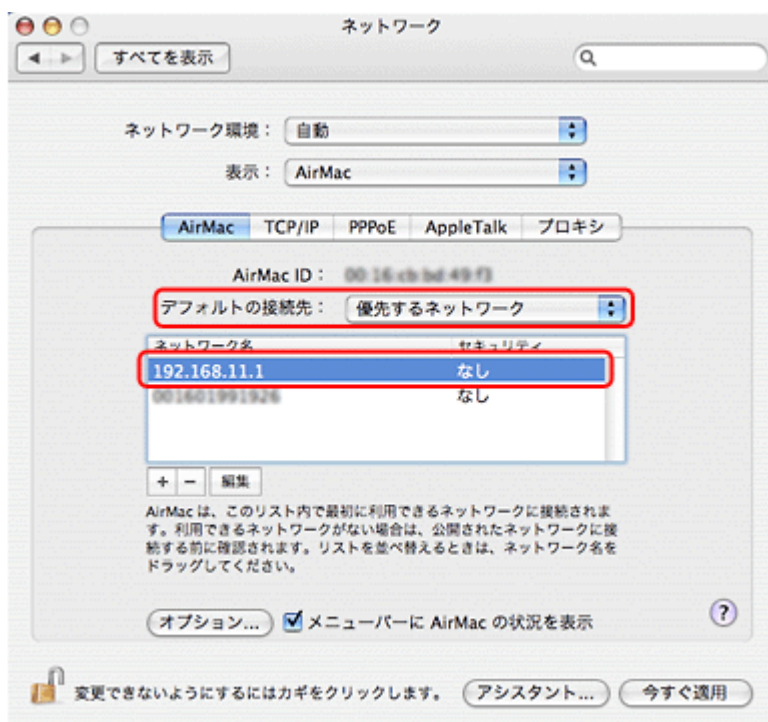 ネットワーク
すべてを表示
ネットワーク環境： 自動
表示： AirMac
AirMac TCP/IP PPPoE AppleTalk プロキシ
AirMac ID：
デフォルトの接続先： 優先するネットワーク
ネットワーク名 セキュリティ
192.168.11.1 なし
001601991926 なし
+ − 編集
AirMac は、このリスト内で最初に利用できるネットワークに接続されま
す。利用できるネットワークがない場合は、公開されたネットワークに接
続する前に確認されます。リストを並べ替えるときは、ネットワーク名を
ドラッグしてください。
オプション... メニューバーに AirMac の状況を表示
?
変更できないようにするにはカギをクリックします。 アシスタント... 今すぐ適用